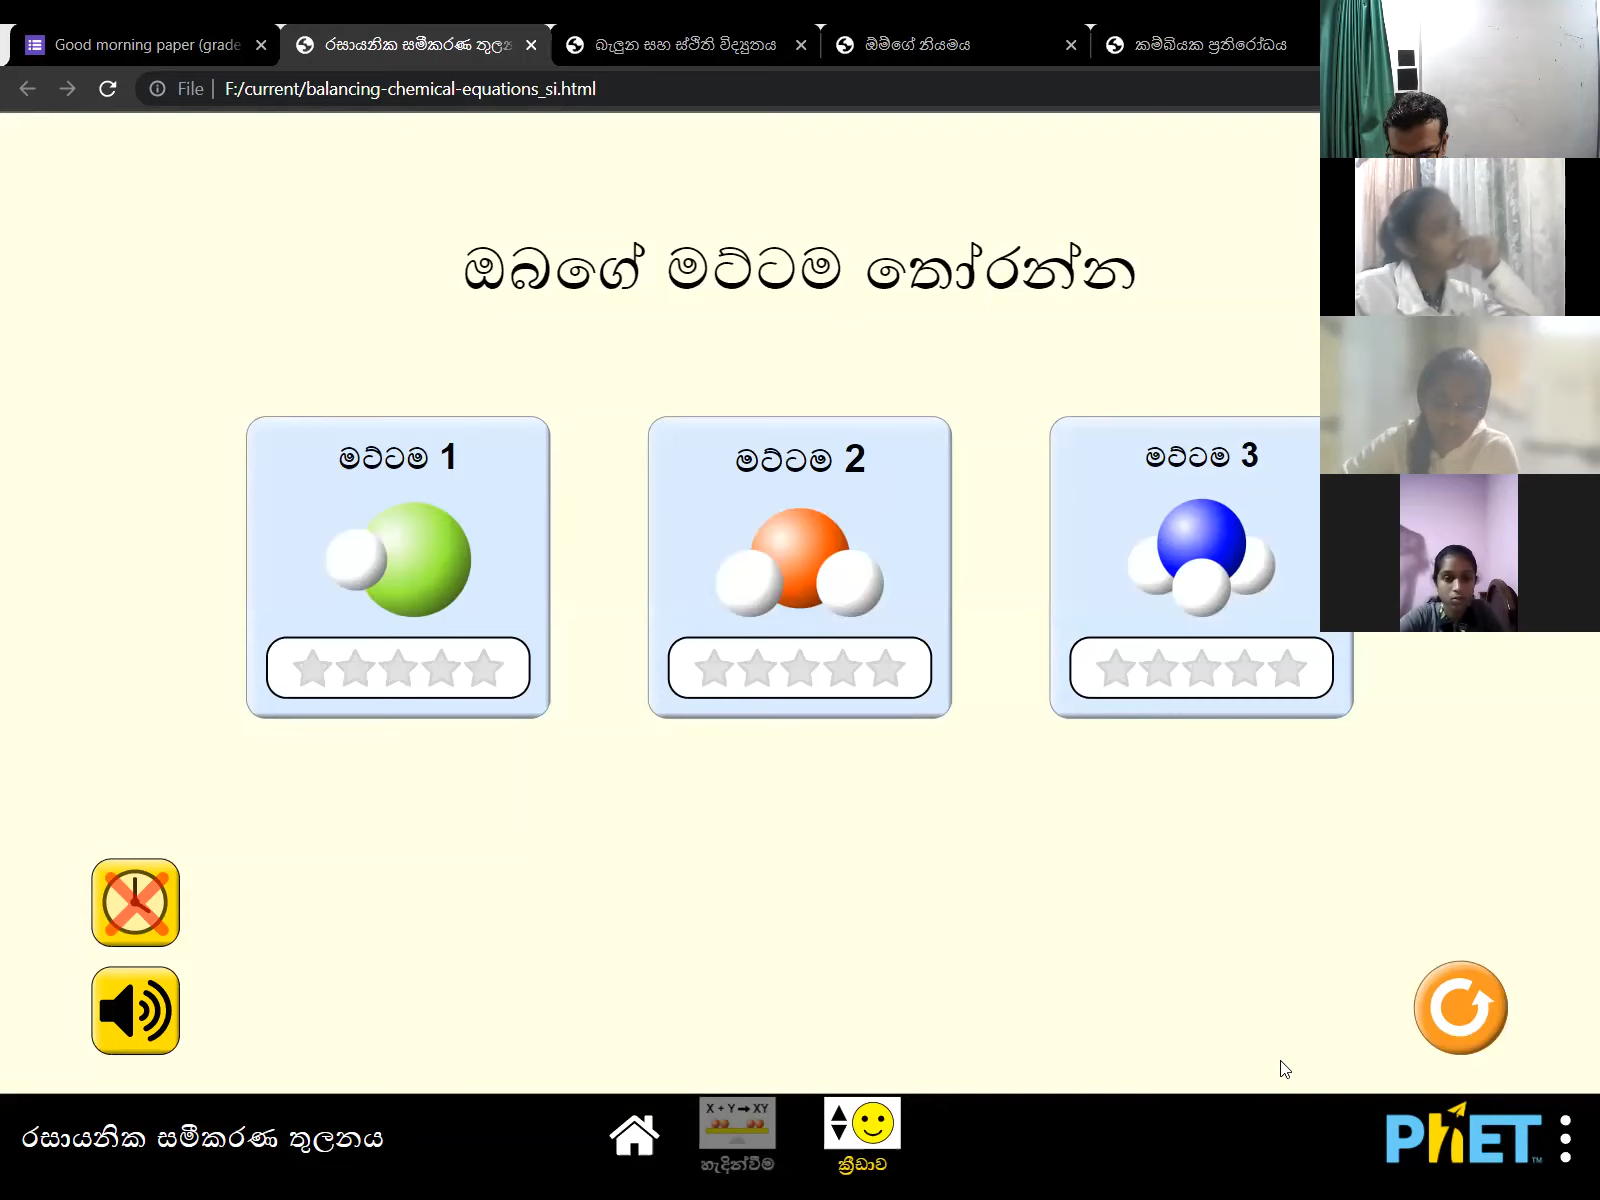 Good morning paper (grade
රසායනික සමීකරණ තුලන
බැලුන සහ ස්ථිති විද්‍යුතය
ඕම්ගේ නියමය
කම්බියක ප්‍රතිරෝධය
File
F:/current/balancing-chemical-equations_si.html
ඔබගේ මට්ටම තෝරන්න
මට්ටම 1
මට්ටම 2
මට්ටම 3
රසායනික සමීකරණ තුලනය
X + Y → XY
හැදින්වීම
ක්‍රීඩාව
PhET
TM